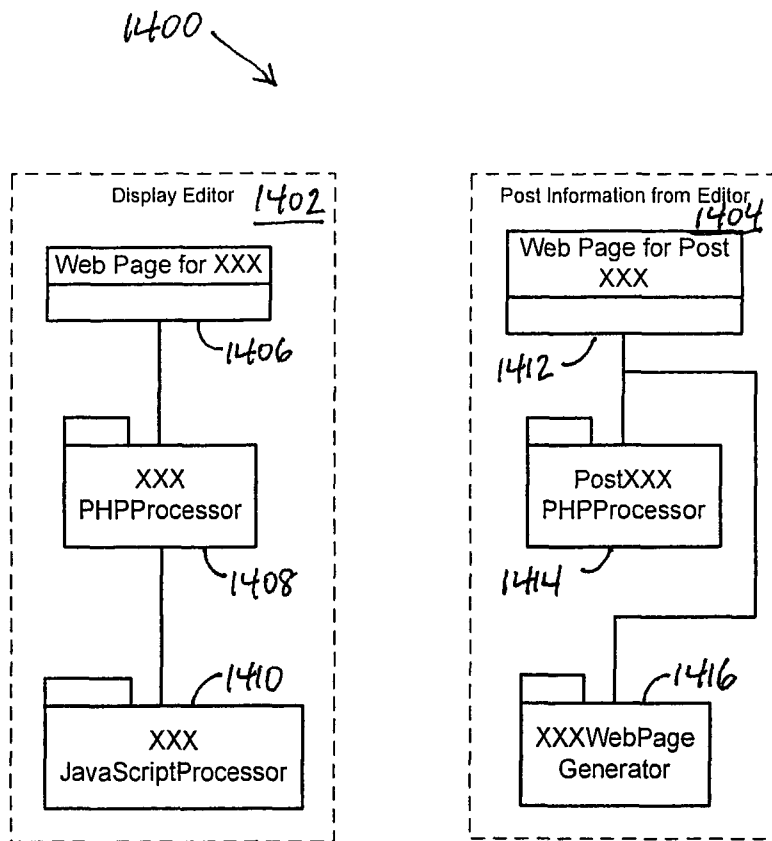 1400
Display Editor
1402
Web Page for XXX
1406
XXX
PHPProcessor
1408
1410
XXX
JavaScriptProcessor
Post Information from Editor
1404
Web Page for Post
XXX
1412
PostXXX
PHPProcessor
1414
1416
XXXWebPage
Generator